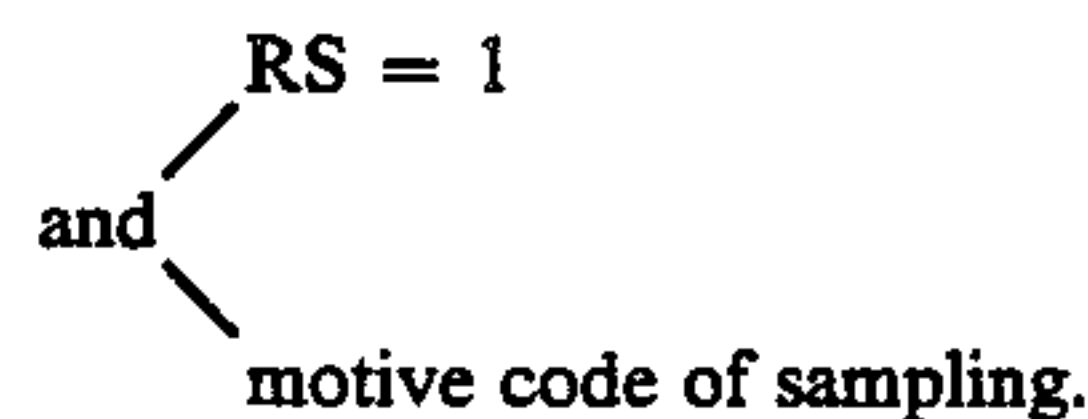 RS = 1
and
motive code of sampling.